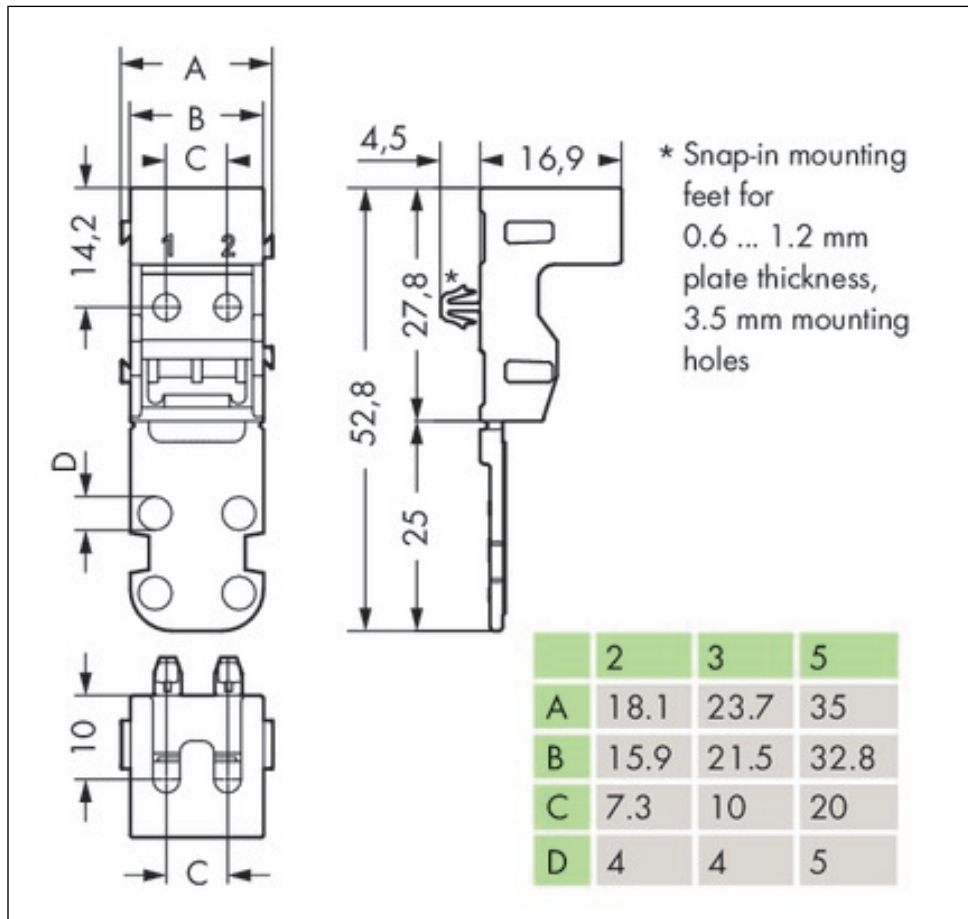 A
B
C
4,5
16,9
14,2
1 2
*
27,8
52,8
D
25
10
C
* Snap-in mounting
feet for
0.6 ... 1.2 mm
plate thickness,
3.5 mm mounting
holes
2 3 5
A 18.1 23.7 35
B 15.9 21.5 32.8
C 7.3 10 20
D 4 4 5